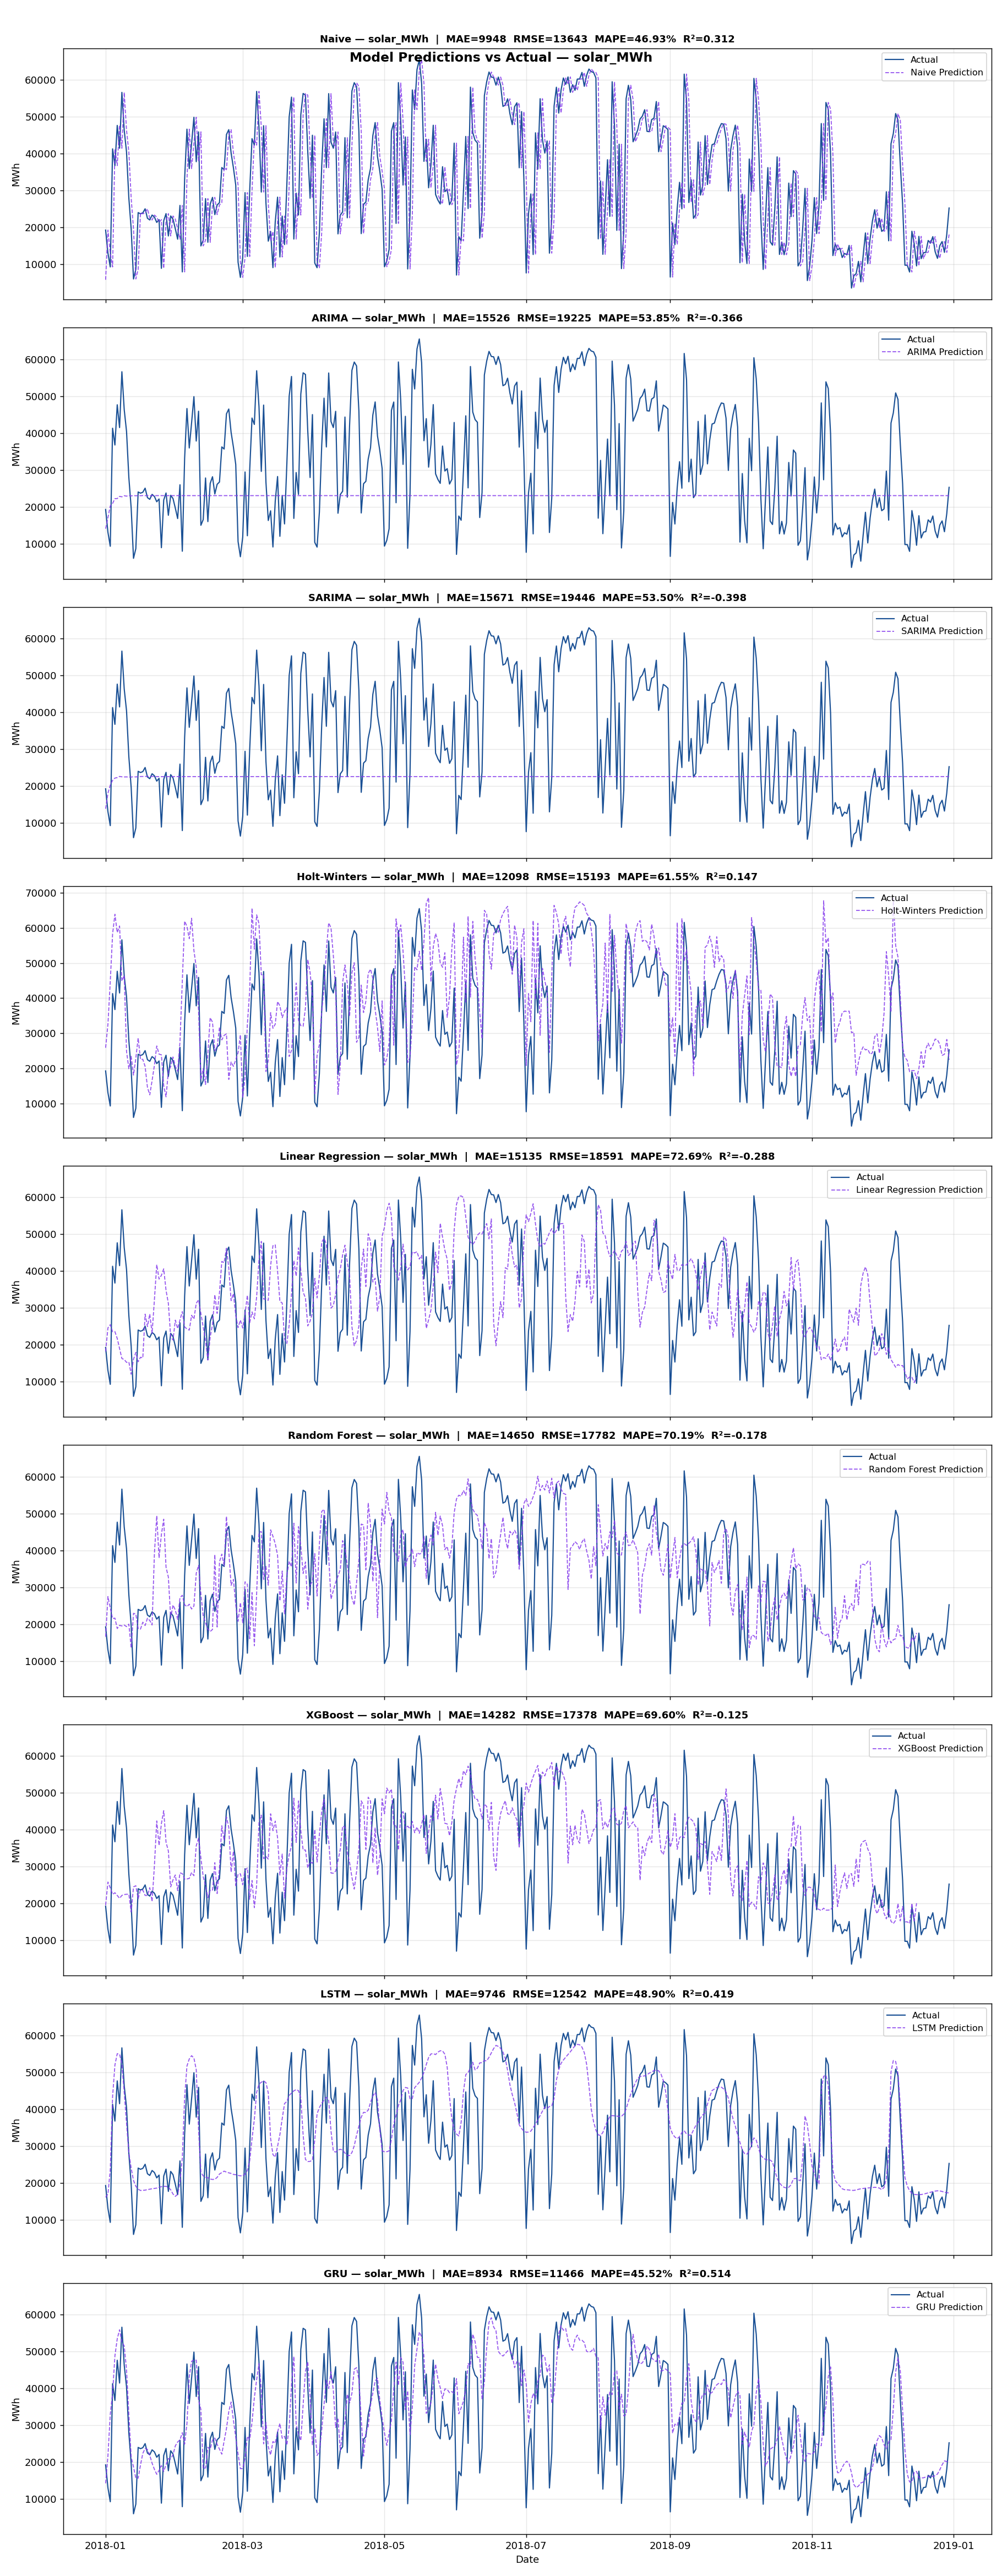 Naive — solar_MWh | MAE=9948 RMSE=13643 MAPE=46.93% R²=0.312
Model Predictions vs Actual — solar_MWh
Actual
Naive Prediction
60000
50000
40000
30000
20000
10000
MWh
ARIMA — solar_MWh | MAE=15526 RMSE=19225 MAPE=53.85% R²=-0.366
Actual
ARIMA Prediction
60000
50000
40000
30000
20000
10000
MWh
SARIMA — solar_MWh | MAE=15671 RMSE=19446 MAPE=53.50% R²=-0.398
Actual
SARIMA Prediction
60000
50000
40000
30000
20000
10000
MWh
Holt-Winters — solar_MWh | MAE=12098 RMSE=15193 MAPE=61.55% R²=0.147
Actual
Holt-Winters Prediction
70000
60000
50000
40000
30000
20000
10000
MWh
Linear Regression — solar_MWh | MAE=15135 RMSE=18591 MAPE=72.69% R²=-0.288
Actual
Linear Regression Prediction
60000
50000
40000
30000
20000
10000
MWh
Random Forest — solar_MWh | MAE=14650 RMSE=17782 MAPE=70.19% R²=-0.178
Actual
Random Forest Prediction
60000
50000
40000
30000
20000
10000
MWh
XGBoost — solar_MWh | MAE=14282 RMSE=17378 MAPE=69.60% R²=-0.125
Actual
XGBoost Prediction
60000
50000
40000
30000
20000
10000
MWh
LSTM — solar_MWh | MAE=9746 RMSE=12542 MAPE=48.90% R²=0.419
Actual
LSTM Prediction
60000
50000
40000
30000
20000
10000
MWh
GRU — solar_MWh | MAE=8934 RMSE=11466 MAPE=45.52% R²=0.514
Actual
GRU Prediction
60000
50000
40000
30000
20000
10000
MWh
2018-01 2018-03 2018-05 2018-07 2018-09 2018-11 2019-01
Date